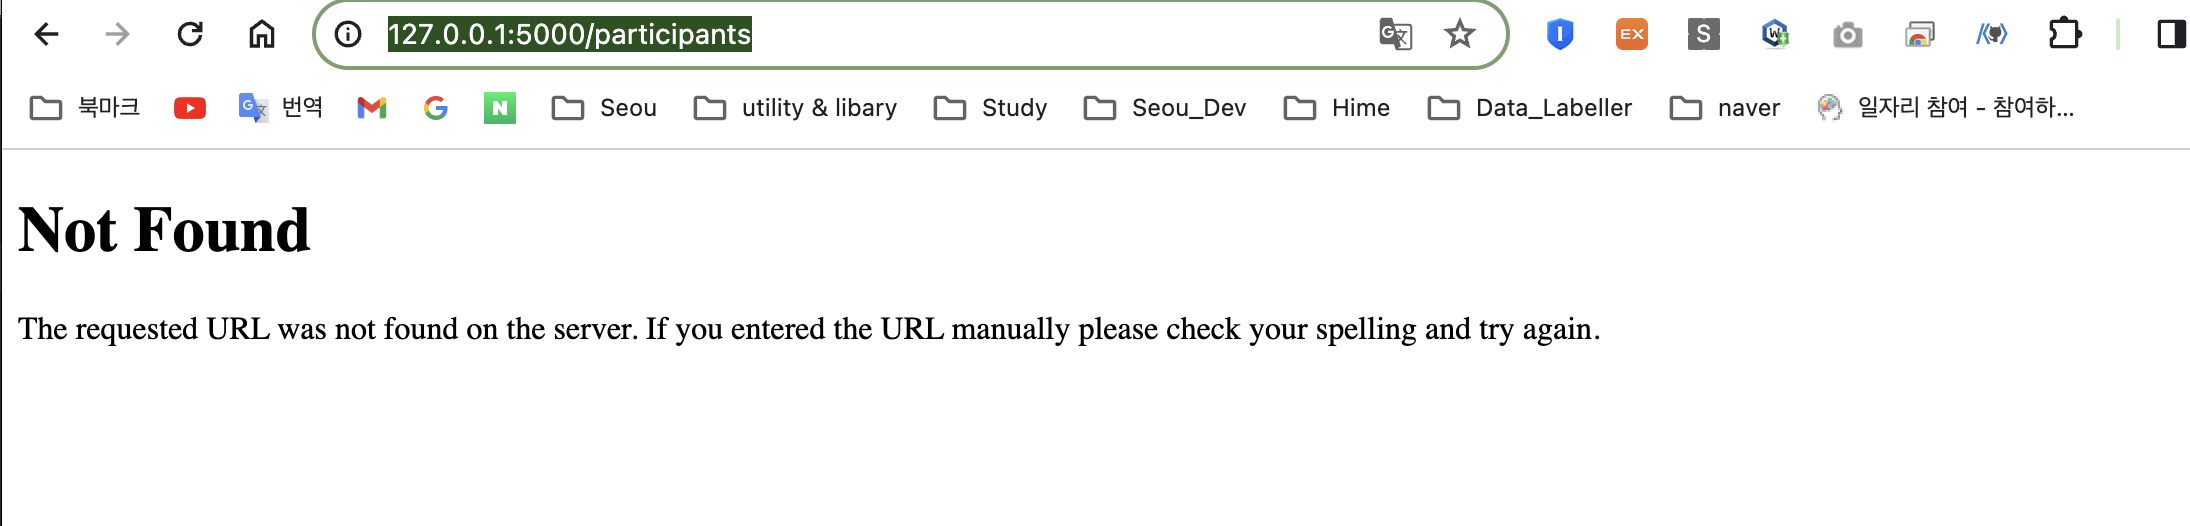 127.0.0.1:5000/participants
EX
S
북마크
번역
N
Seou
utility & libary
Study
Seou_Dev
Hime
Data_Labeller
naver
일자리 참여 - 참여하...
Not Found
The requested URL was not found on the server. If you entered the URL manually please check your spelling and try again.